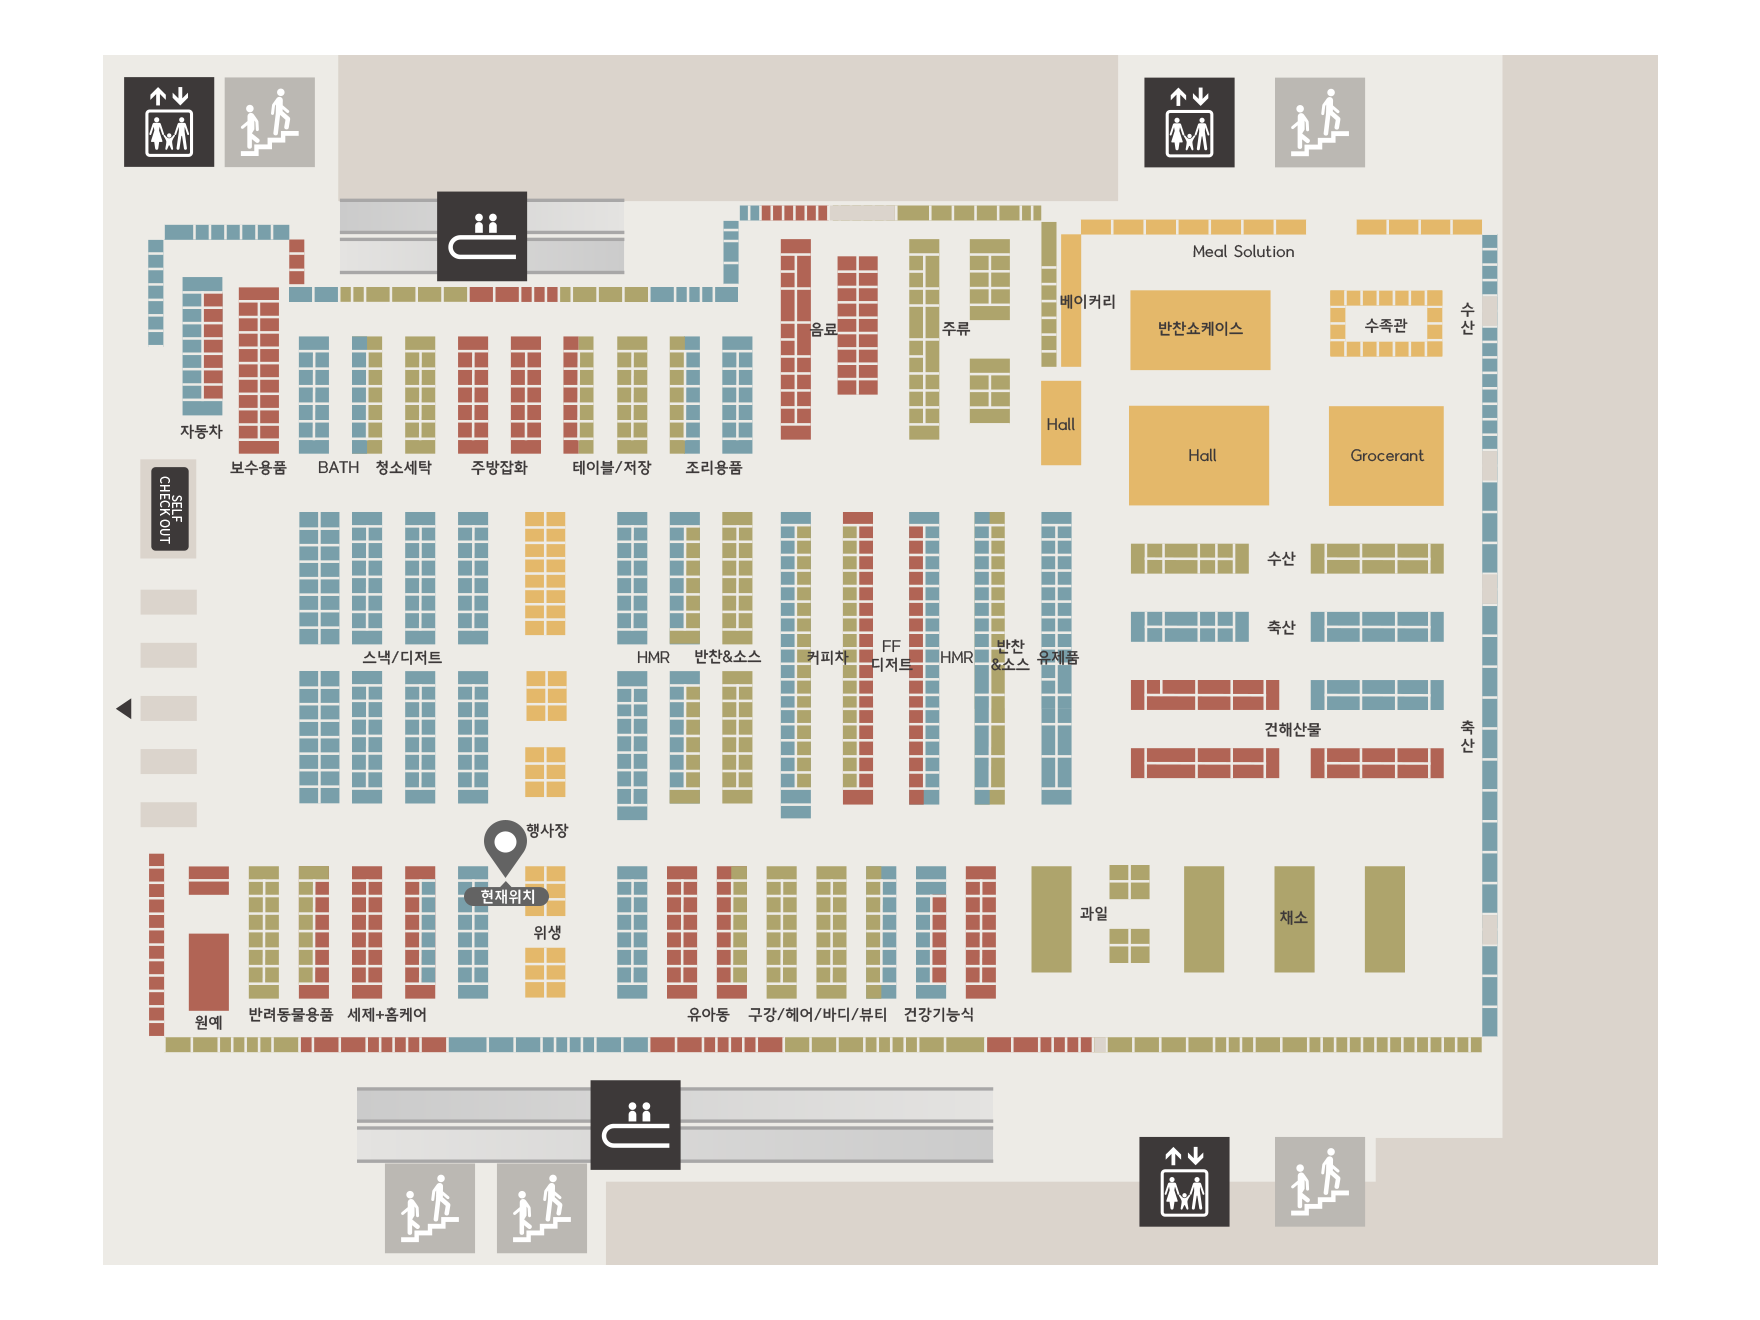 Meal Solution
베이커리
반찬쇼케이스
수족관
수
산
음료
주류
자동차
보수용품
BATH
청소세탁
주방잡화
테이블/저장
조리용품
Hall
Hall
Grocerant
SELF
CHECK OUT
수산
축산
스낵/디저트
HMR
반찬&소스
커피차
FF
디저트
HMR
반찬
&소스
유제품
건해산물
축
산
행사장
현재위치
위생
과일
채소
원예
반려동물용품
세제+홈케어
유아동
구강/헤어/바디/뷰티
건강기능식